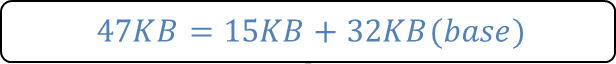 47KB = 15KB + 32KB(base)